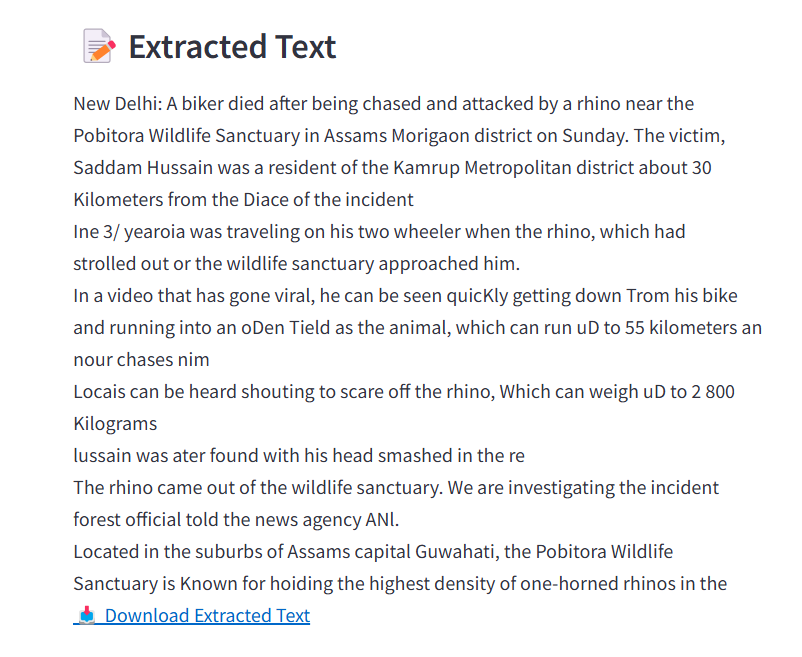 Extracted Text
New Delhi: A biker died after being chased and attacked by a rhino near the
Pobitora Wildlife Sanctuary in Assams Morigaon district on Sunday. The victim,
Saddam Hussain was a resident of the Kamrup Metropolitan district about 30
Kilometers from the Diace of the incident
Ine 3/ yearoia was traveling on his two wheeler when the rhino, which had
strolled out or the wildlife sanctuary approached him.
In a video that has gone viral, he can be seen quicKly getting down Trom his bike
and running into an oDen Tield as the animal, which can run uD to 55 kilometers an
nour chases nim
Locais can be heard shouting to scare off the rhino, Which can weigh uD to 2 800
Kilograms
lussain was ater found with his head smashed in the re
The rhino came out of the wildlife sanctuary. We are investigating the incident
forest official told the news agency ANl.
Located in the suburbs of Assams capital Guwahati, the Pobitora Wildlife
Sanctuary is Known for hoiding the highest density of one-horned rhinos in the
Download Extracted Text